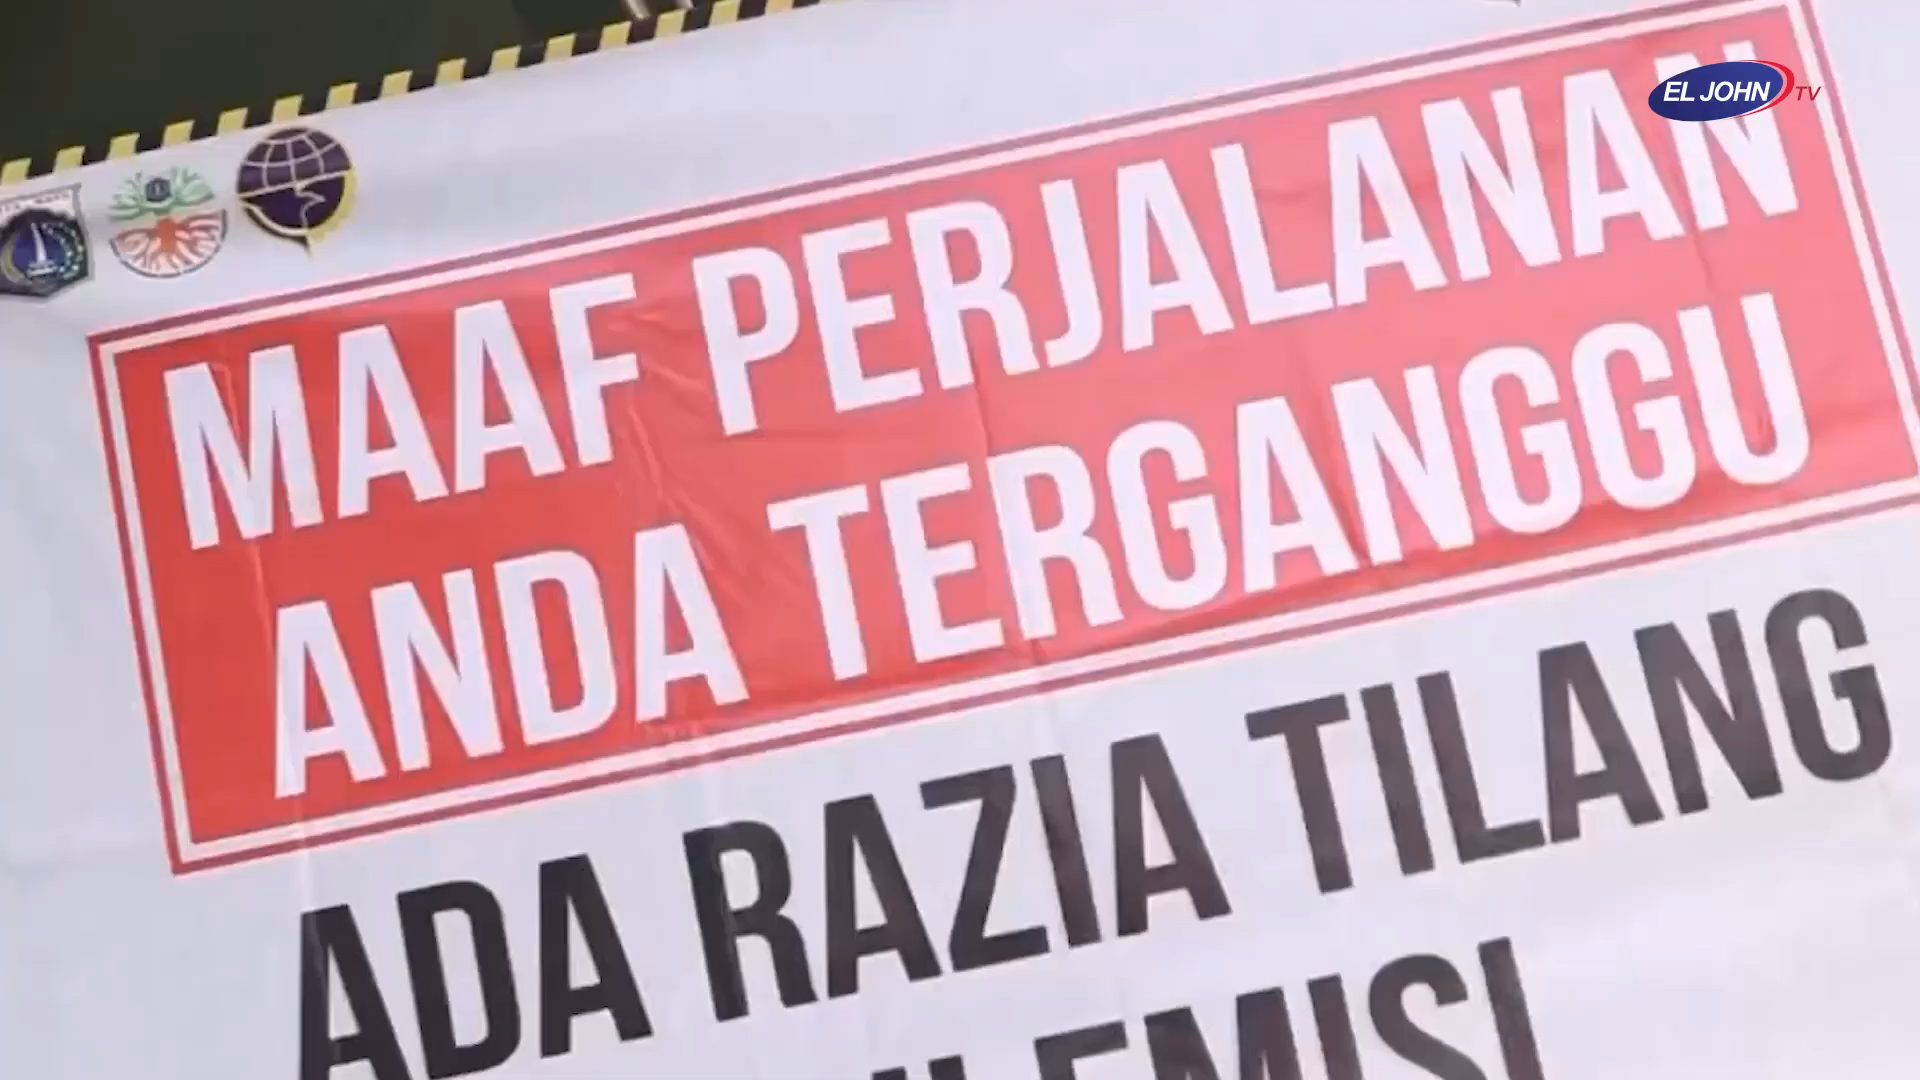 EL JOHN TV
MAAF PERJALANAN
ANDA TERGANGGU
ADA RAZIA TILANG
EMISI